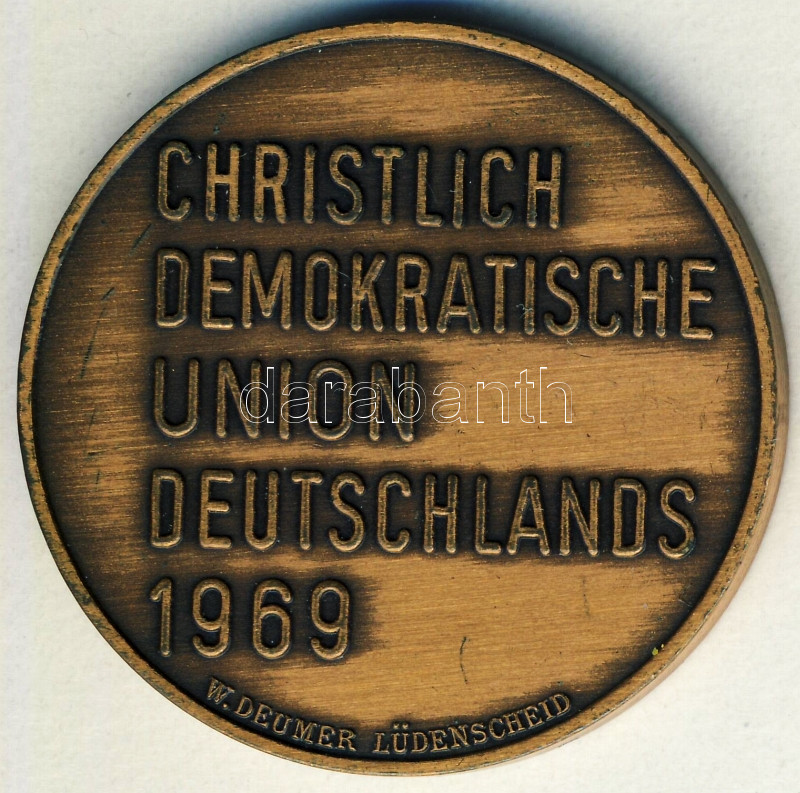 CHRISTLICH
DEMOKRATISCHE
UNION
darabanth
DEUTSCHLANDS
1969
W. DEUMER LÜDENSCHEID